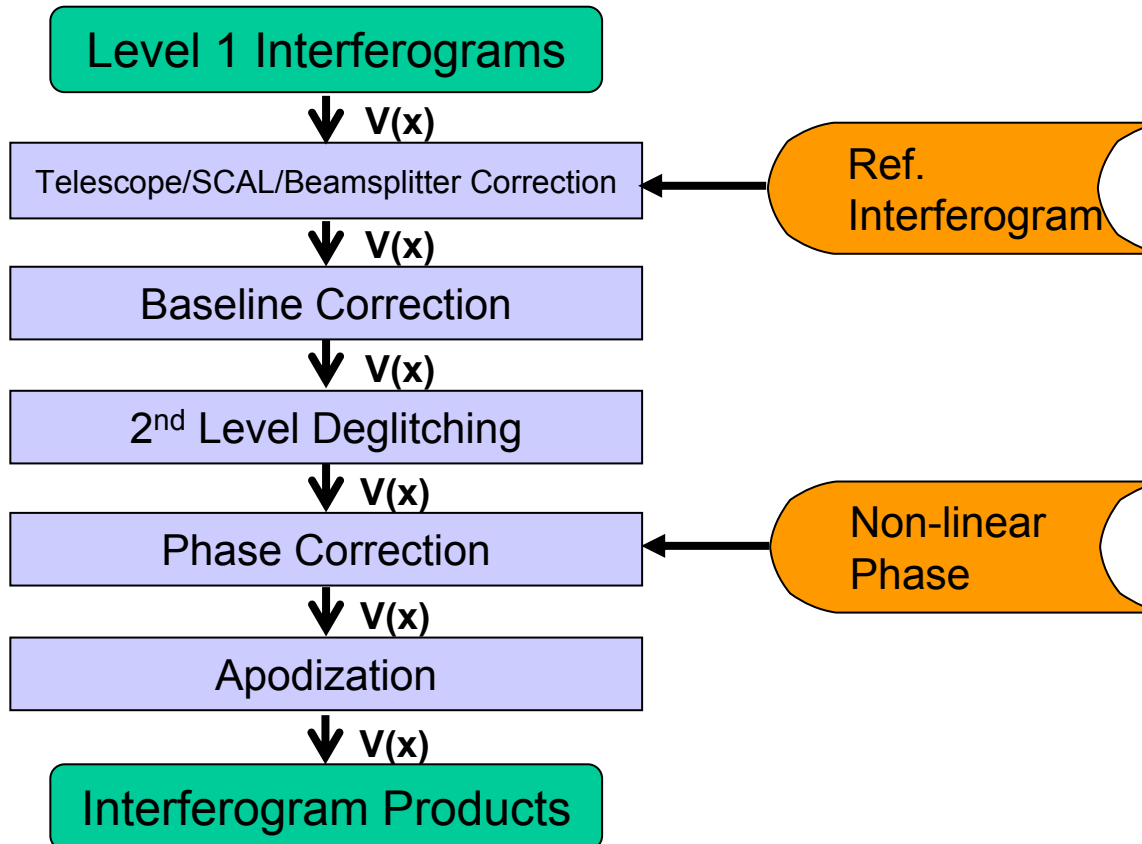 Level 1 Interferograms
V(x)
Telescope/SCAL/Beamsplitter Correction
Ref.
Interferogram
V(x)
Baseline Correction
V(x)
2nd Level Deglitching
V(x)
Phase Correction
Non-linear
Phase
V(x)
Apodization
V(x)
Interferogram Products